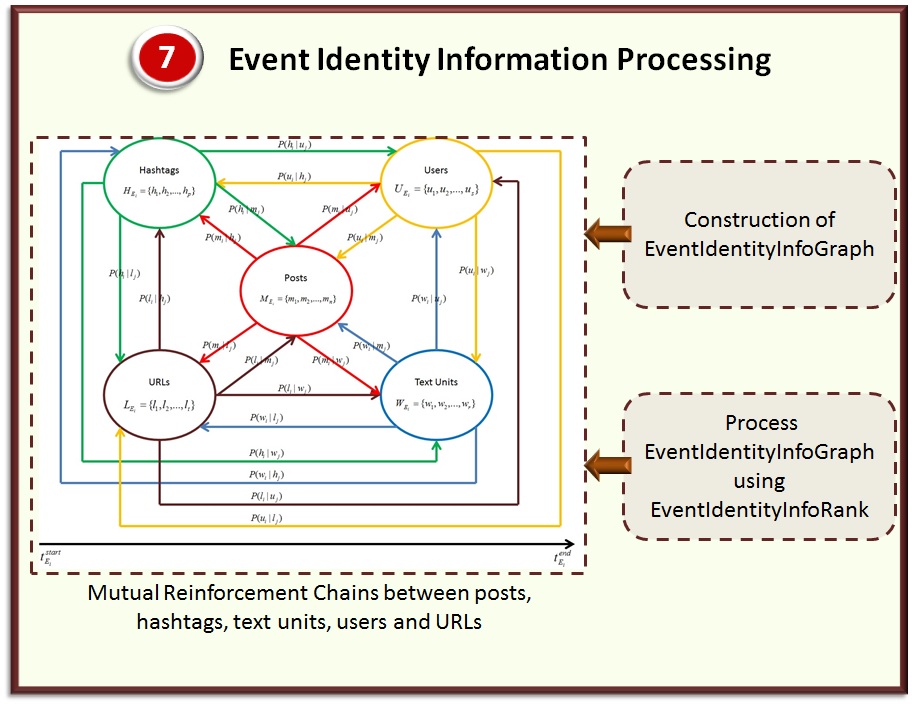 7
Event Identity Information Processing
P(h_i | u_j)
Hashtags
H_{E_i} = {h_1, h_2, ..., h_p}
Users
U_{E_i} = {u_1, u_2, ..., u_s}
P(u_i | h_j)
P(h_i | m_j)
P(m_i | u_j)
P(m_i | h_j)
P(u_i | m_j)
Posts
M_{E_i} = {m_1, m_2, ..., m_n}
P(h_i | l_j)
P(l_i | h_j)
P(w_i | u_j)
P(u_i | w_j)
P(m_i | l_j)
P(l_i | m_j)
P(m_i | w_j)
P(w_i | m_j)
URLs
L_{E_i} = {l_1, l_2, ..., l_t}
Text Units
W_{E_i} = {w_1, w_2, ..., w_r}
P(l_i | w_j)
P(w_i | l_j)
P(h_i | w_j)
P(w_i | h_j)
P(l_i | u_j)
P(u_i | l_j)
t_{E_i}^{start}
t_{E_i}^{end}
Mutual Reinforcement Chains between posts,
hashtags, text units, users and URLs
Construction of
EventIdentityInfoGraph
Process
EventIdentityInfoGraph
using
EventIdentityInfoRank